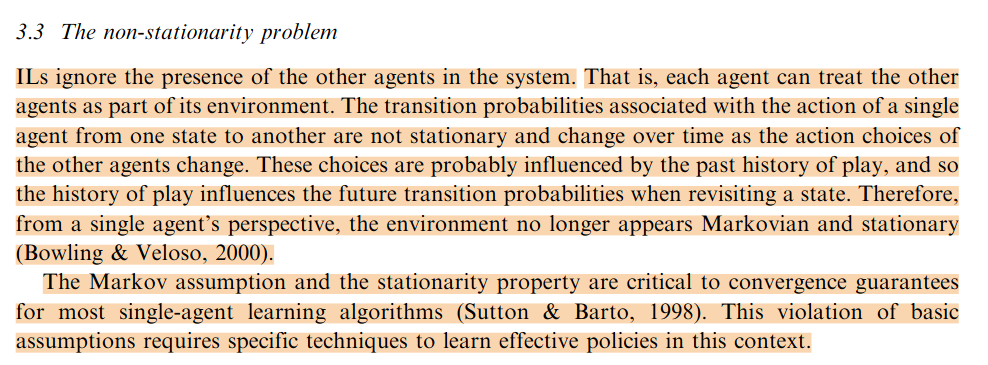 3.3 The non-stationarity problem
ILs ignore the presence of the other agents in the system. That is, each agent can treat the other
agents as part of its environment. The transition probabilities associated with the action of a single
agent from one state to another are not stationary and change over time as the action choices of
the other agents change. These choices are probably influenced by the past history of play, and so
the history of play influences the future transition probabilities when revisiting a state. Therefore,
from a single agent's perspective, the environment no longer appears Markovian and stationary
(Bowling & Veloso, 2000).
The Markov assumption and the stationarity property are critical to convergence guarantees
for most single-agent learning algorithms (Sutton & Barto, 1998). This violation of basic
assumptions requires specific techniques to learn effective policies in this context.